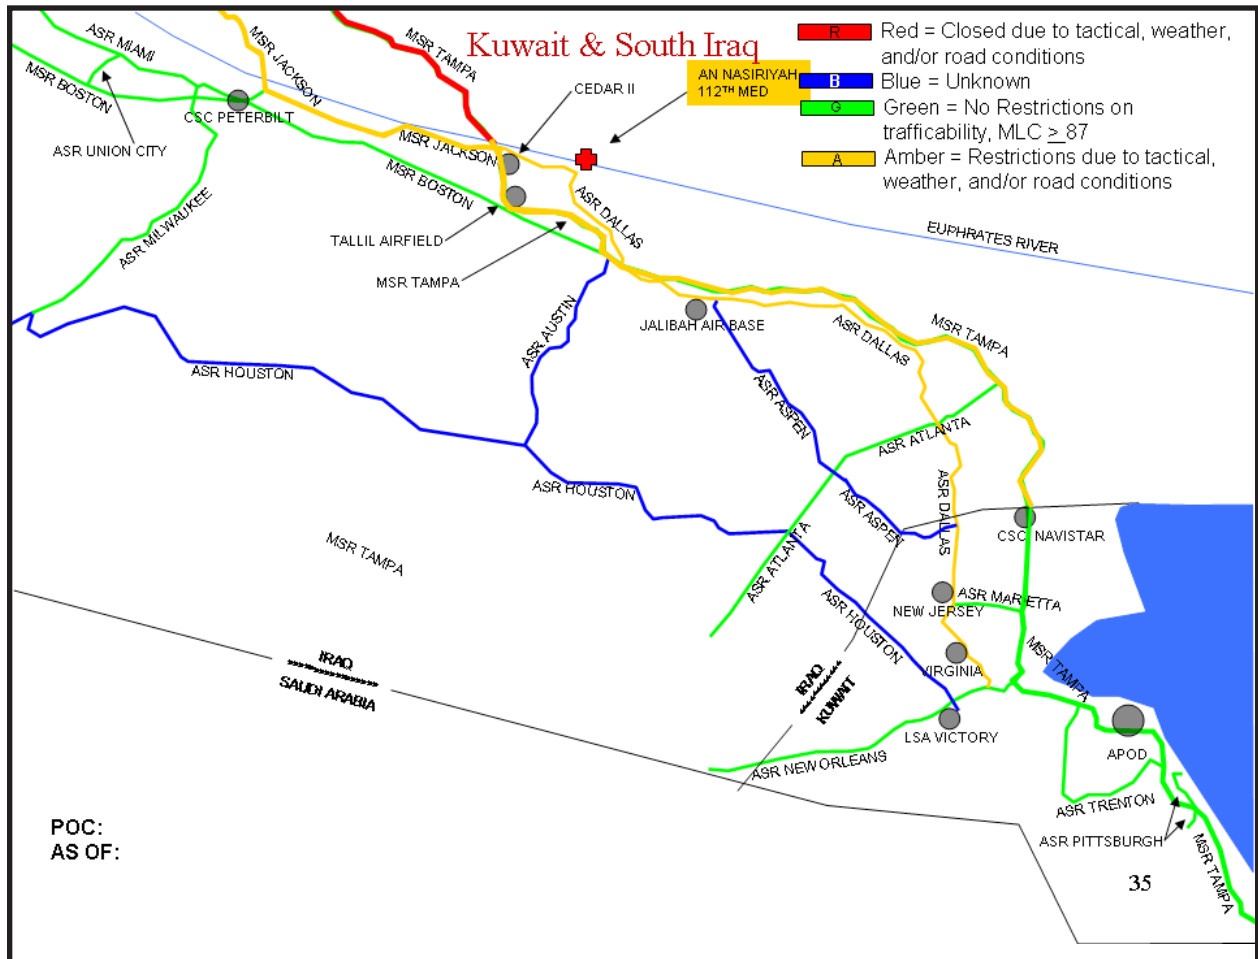 Kuwait & South Iraq
R
Red = Closed due to tactical, weather,
and/or road conditions
B
Blue = Unknown
G
Green = No Restrictions on
trafficability, MLC > 87
A
Amber = Restrictions due to tactical,
weather, and/or road conditions
ASR MIAMI
MSR JACKSON
MSR TAMPA
MSR BOSTON
CSC PETERBILT
ASR UNION CITY
CEDAR II
AN NASIRIYAH
112TH MED
MSR JACKSON
MSR BOSTON
ASR DALLAS
ASR MILWAUKEE
TALLIL AIRFIELD
MSR TAMPA
EUPHRATES RIVER
ASR AUSTIN
JALIBAH AIR BASE
ASR DALLAS
MSR TAMPA
ASR HOUSTON
ASR ASPEN
ASR ATLANTA
ASR HOUSTON
ASR ASPEN
ASR DALLAS
CSC NAVISTAR
MSR TAMPA
ASR ATLANTA
ASR HOUSTON
NEW JERSEY
ASR MARIETTA
VIRGINIA
MSR TAMPA
IRAQ
SAUDI ARABIA
IRAQ
KUWAIT
LSA VICTORY
ASR NEW ORLEANS
APOD
ASR TRENTON
ASR PITTSBURGH
MSR TAMPA
POC:
AS OF:
35